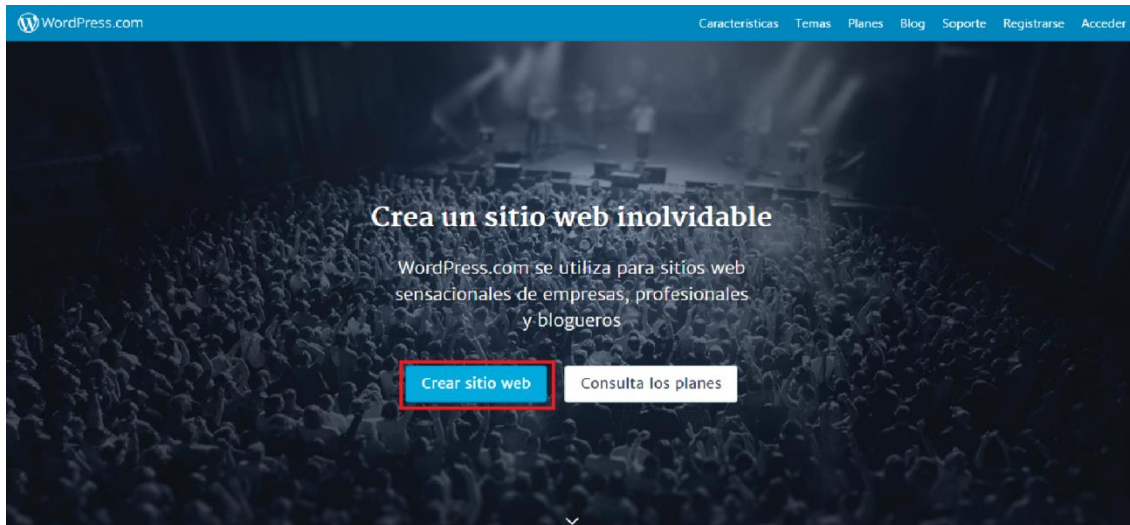 WordPress.com
Características Temas Planes Blog Soporte Registrarse Acceder
Crea un sitio web inolvidable
WordPress.com se utiliza para sitios web
sensacionales de empresas, profesionales
y blogueros
Crear sitio web Consulta los planes